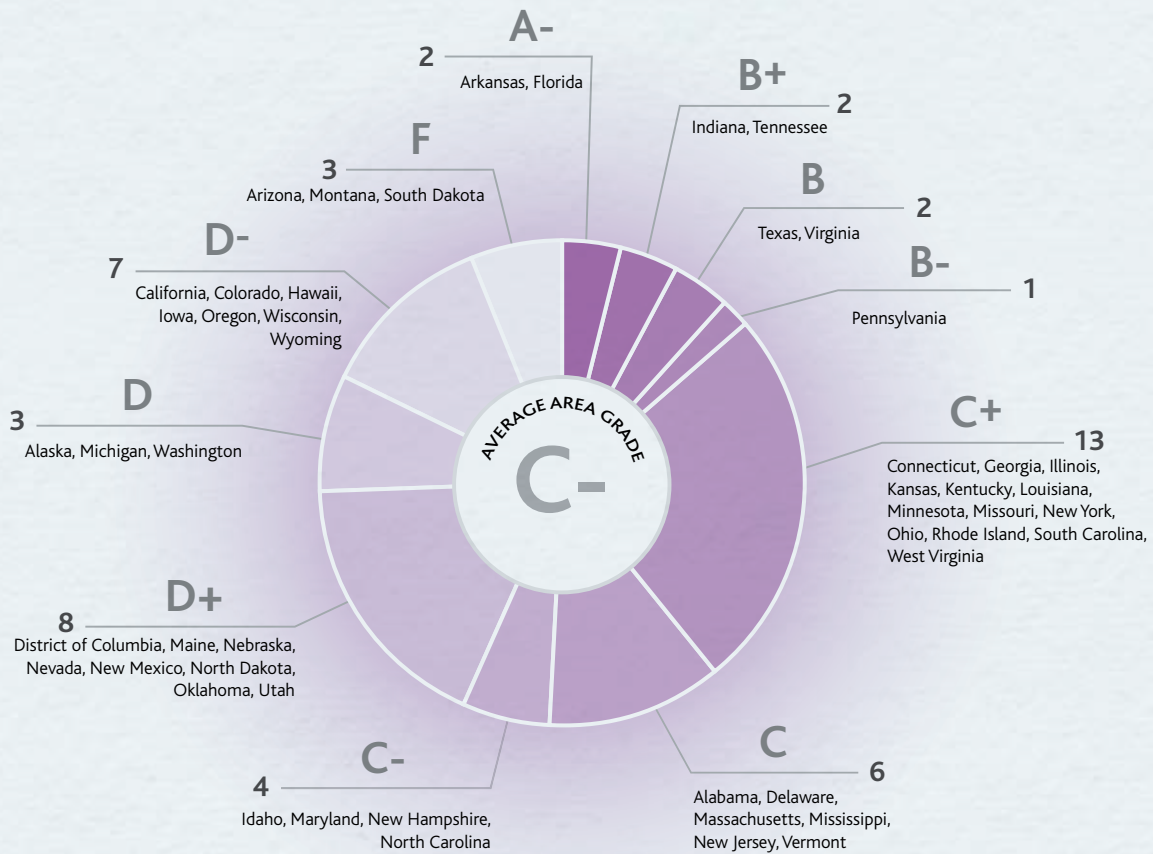 A-
2
Arkansas, Florida
B+
2
Indiana, Tennessee
B
2
Texas, Virginia
B-
1
Pennsylvania
C+
13
Connecticut, Georgia, Illinois,
Kansas, Kentucky, Louisiana,
Minnesota, Missouri, New York,
Ohio, Rhode Island, South Carolina,
West Virginia
C
6
Alabama, Delaware,
Massachusetts, Mississippi,
New Jersey, Vermont
C-
4
Idaho, Maryland, New Hampshire,
North Carolina
D+
8
District of Columbia, Maine, Nebraska,
Nevada, New Mexico, North Dakota,
Oklahoma, Utah
D
3
Alaska, Michigan, Washington
D-
7
California, Colorado, Hawaii,
Iowa, Oregon, Wisconsin,
Wyoming
F
3
Arizona, Montana, South Dakota
AVERAGE AREA GRADE
C-